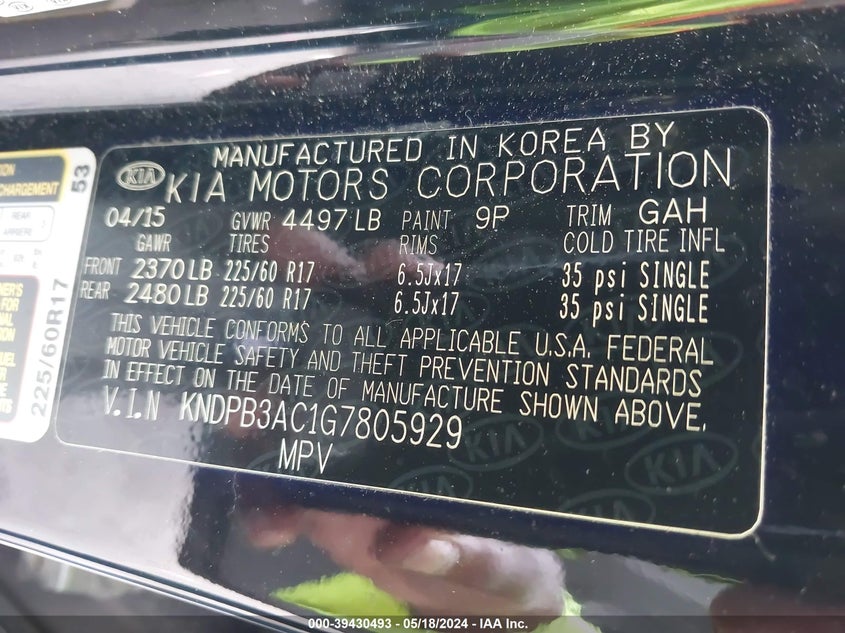 MANUFACTURED IN KOREA BY
KIA KIA MOTORS CORPORATION
04/15 GVWR 4497 LB PAINT 9P TRIM GAH
GAWR TIRES RIMS COLD TIRE INFL
FRONT 2370 LB 225/60 R17 6.5Jx17 35 psi SINGLE
REAR 2480 LB 225/60 R17 6.5Jx17 35 psi SINGLE
THIS VEHICLE CONFORMS TO ALL APPLICABLE U.S.A. FEDERAL
MOTOR VEHICLE SAFETY AND THEFT PREVENTION STANDARDS
IN EFFECT ON THE DATE OF MANUFACTURE SHOWN ABOVE.
V.I.N KNDPB3AC1G7805929
MPV
KIA
53
CHARGEMENT
REAR
225/60R17
000-39430493 - 05/18/2024 - IAA Inc.